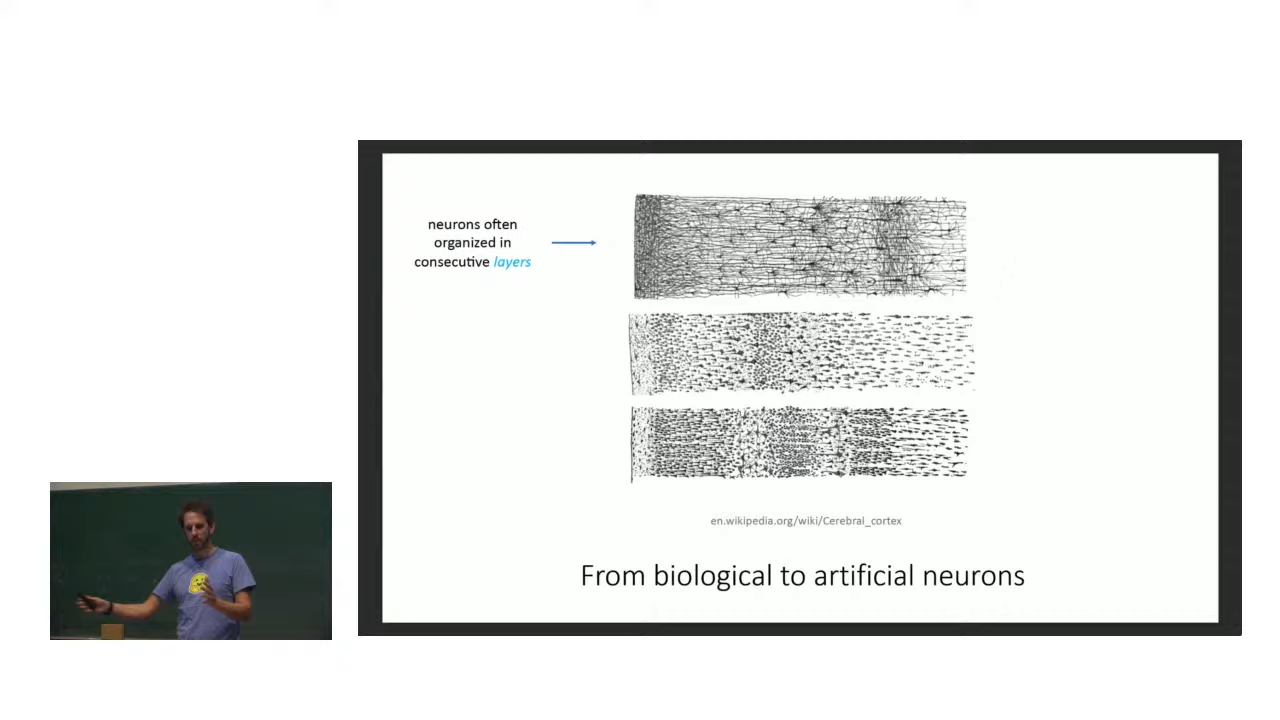 neurons often
organized in
consecutive layers
en.wikipedia.org/wiki/Cerebral_cortex
From biological to artificial neurons